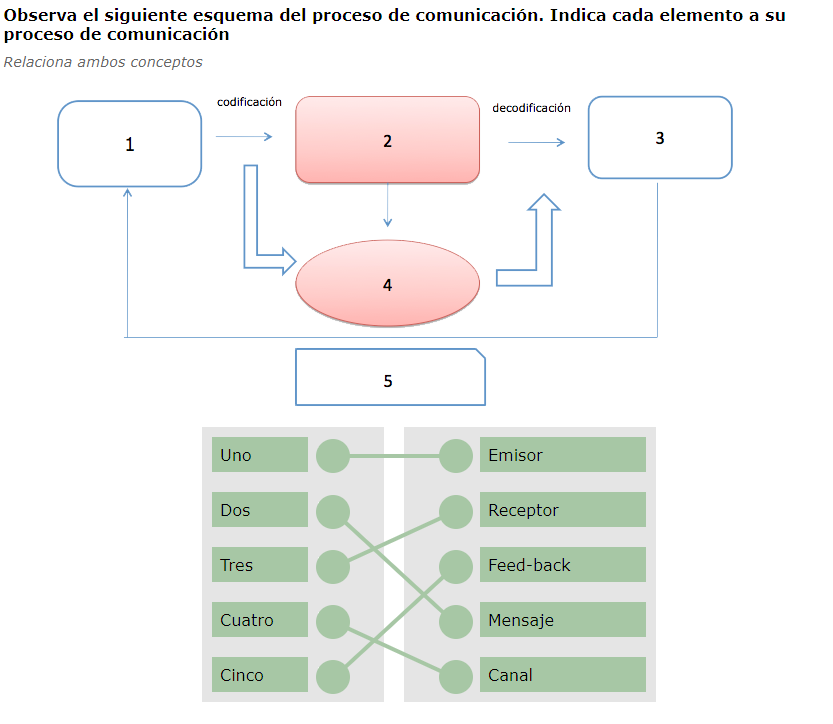 Observa el siguiente esquema del proceso de comunicación. Indica cada elemento a su
proceso de comunicación
Relaciona ambos conceptos
codificación
decodificación
1
2
3
4
5
Uno
Emisor
Dos
Receptor
Tres
Feed-back
Cuatro
Mensaje
Cinco
Canal